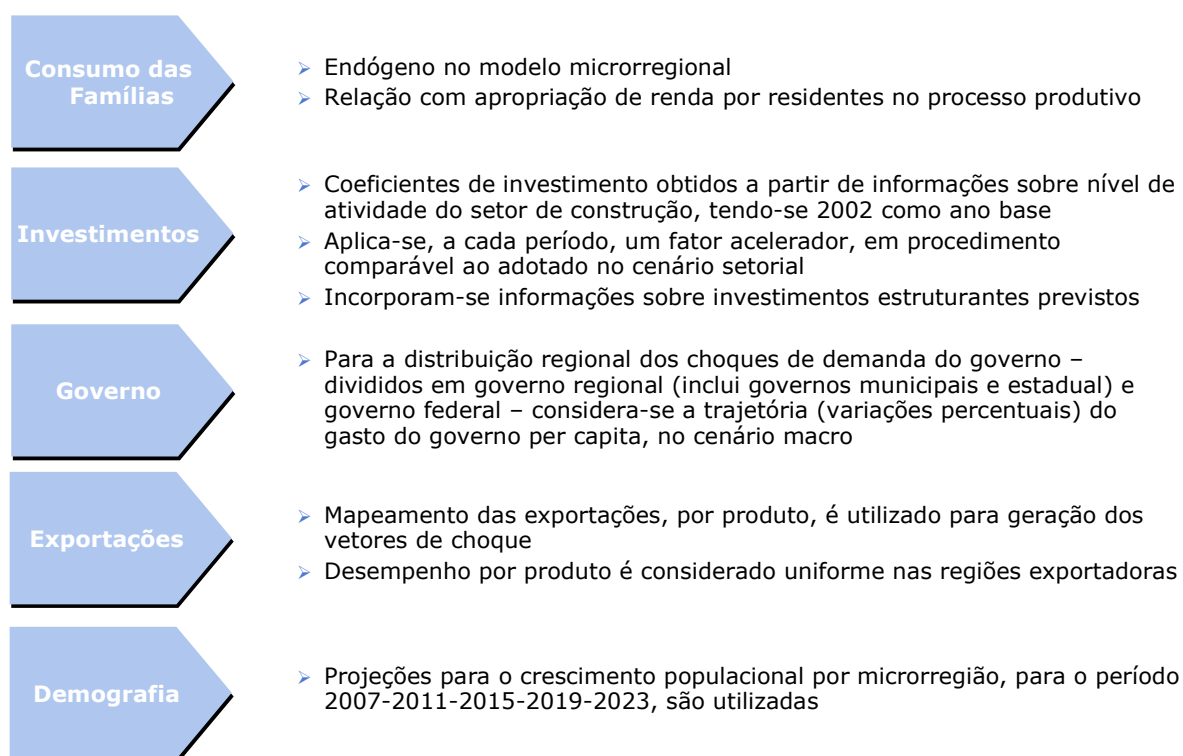 Consumo das
Famílias
Endógeno no modelo microrregional
Relação com apropriação de renda por residentes no processo produtivo
Investimentos
Coeficientes de investimento obtidos a partir de informações sobre nível de
atividade do setor de construção, tendo-se 2002 como ano base
Aplica-se, a cada período, um fator acelerador, em procedimento
comparável ao adotado no cenário setorial
Incorporam-se informações sobre investimentos estruturantes previstos
Governo
Para a distribuição regional dos choques de demanda do governo –
divididos em governo regional (inclui governos municipais e estadual) e
governo federal – considera-se a trajetória (variações percentuais) do
gasto do governo per capita, no cenário macro
Exportações
Mapeamento das exportações, por produto, é utilizado para geração dos
vetores de choque
Desempenho por produto é considerado uniforme nas regiões exportadoras
Demografia
Projeções para o crescimento populacional por microrregião, para o período
2007-2011-2015-2019-2023, são utilizadas